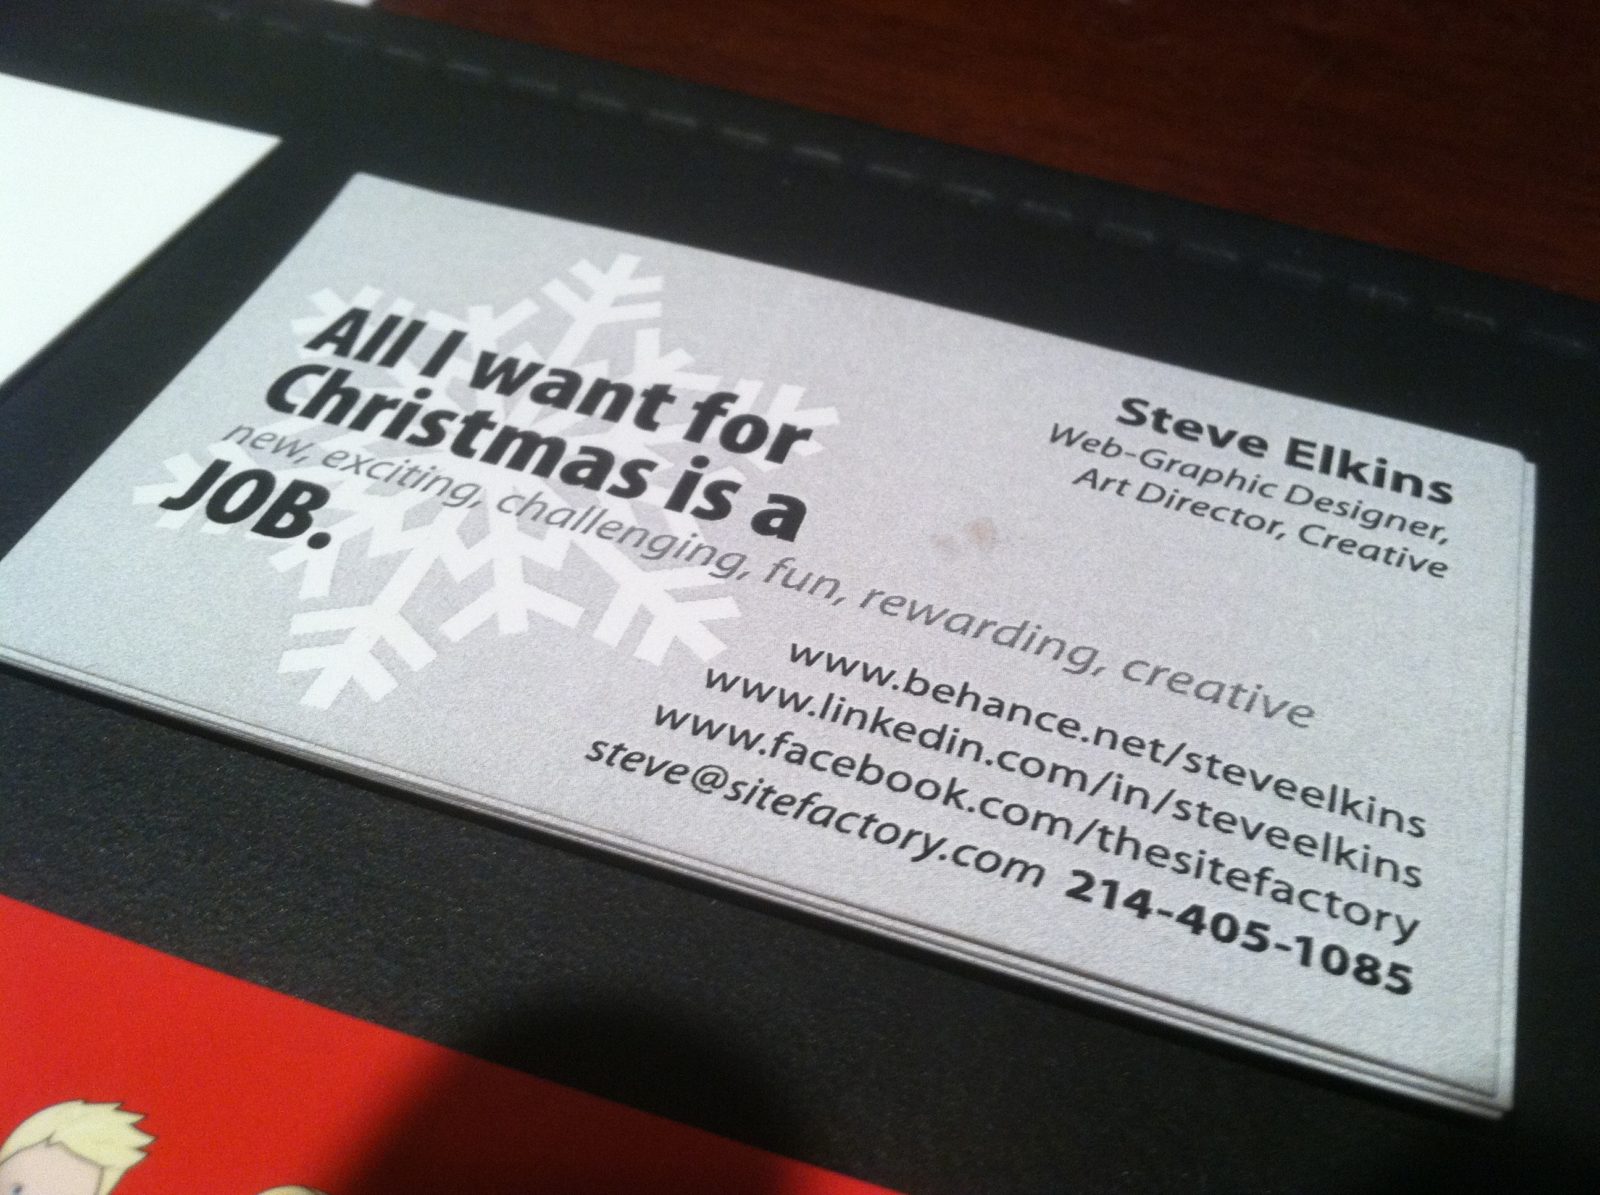 All I want for
Christmas is a
new, exciting, challenging, fun, rewarding, creative
JOB.
Steve Elkins
Web-Graphic Designer,
Art Director, Creative
www.behance.net/steveelkins
www.linkedin.com/in/steveelkins
www.facebook.com/thesitefactory
steve@sitefactory.com 214-405-1085